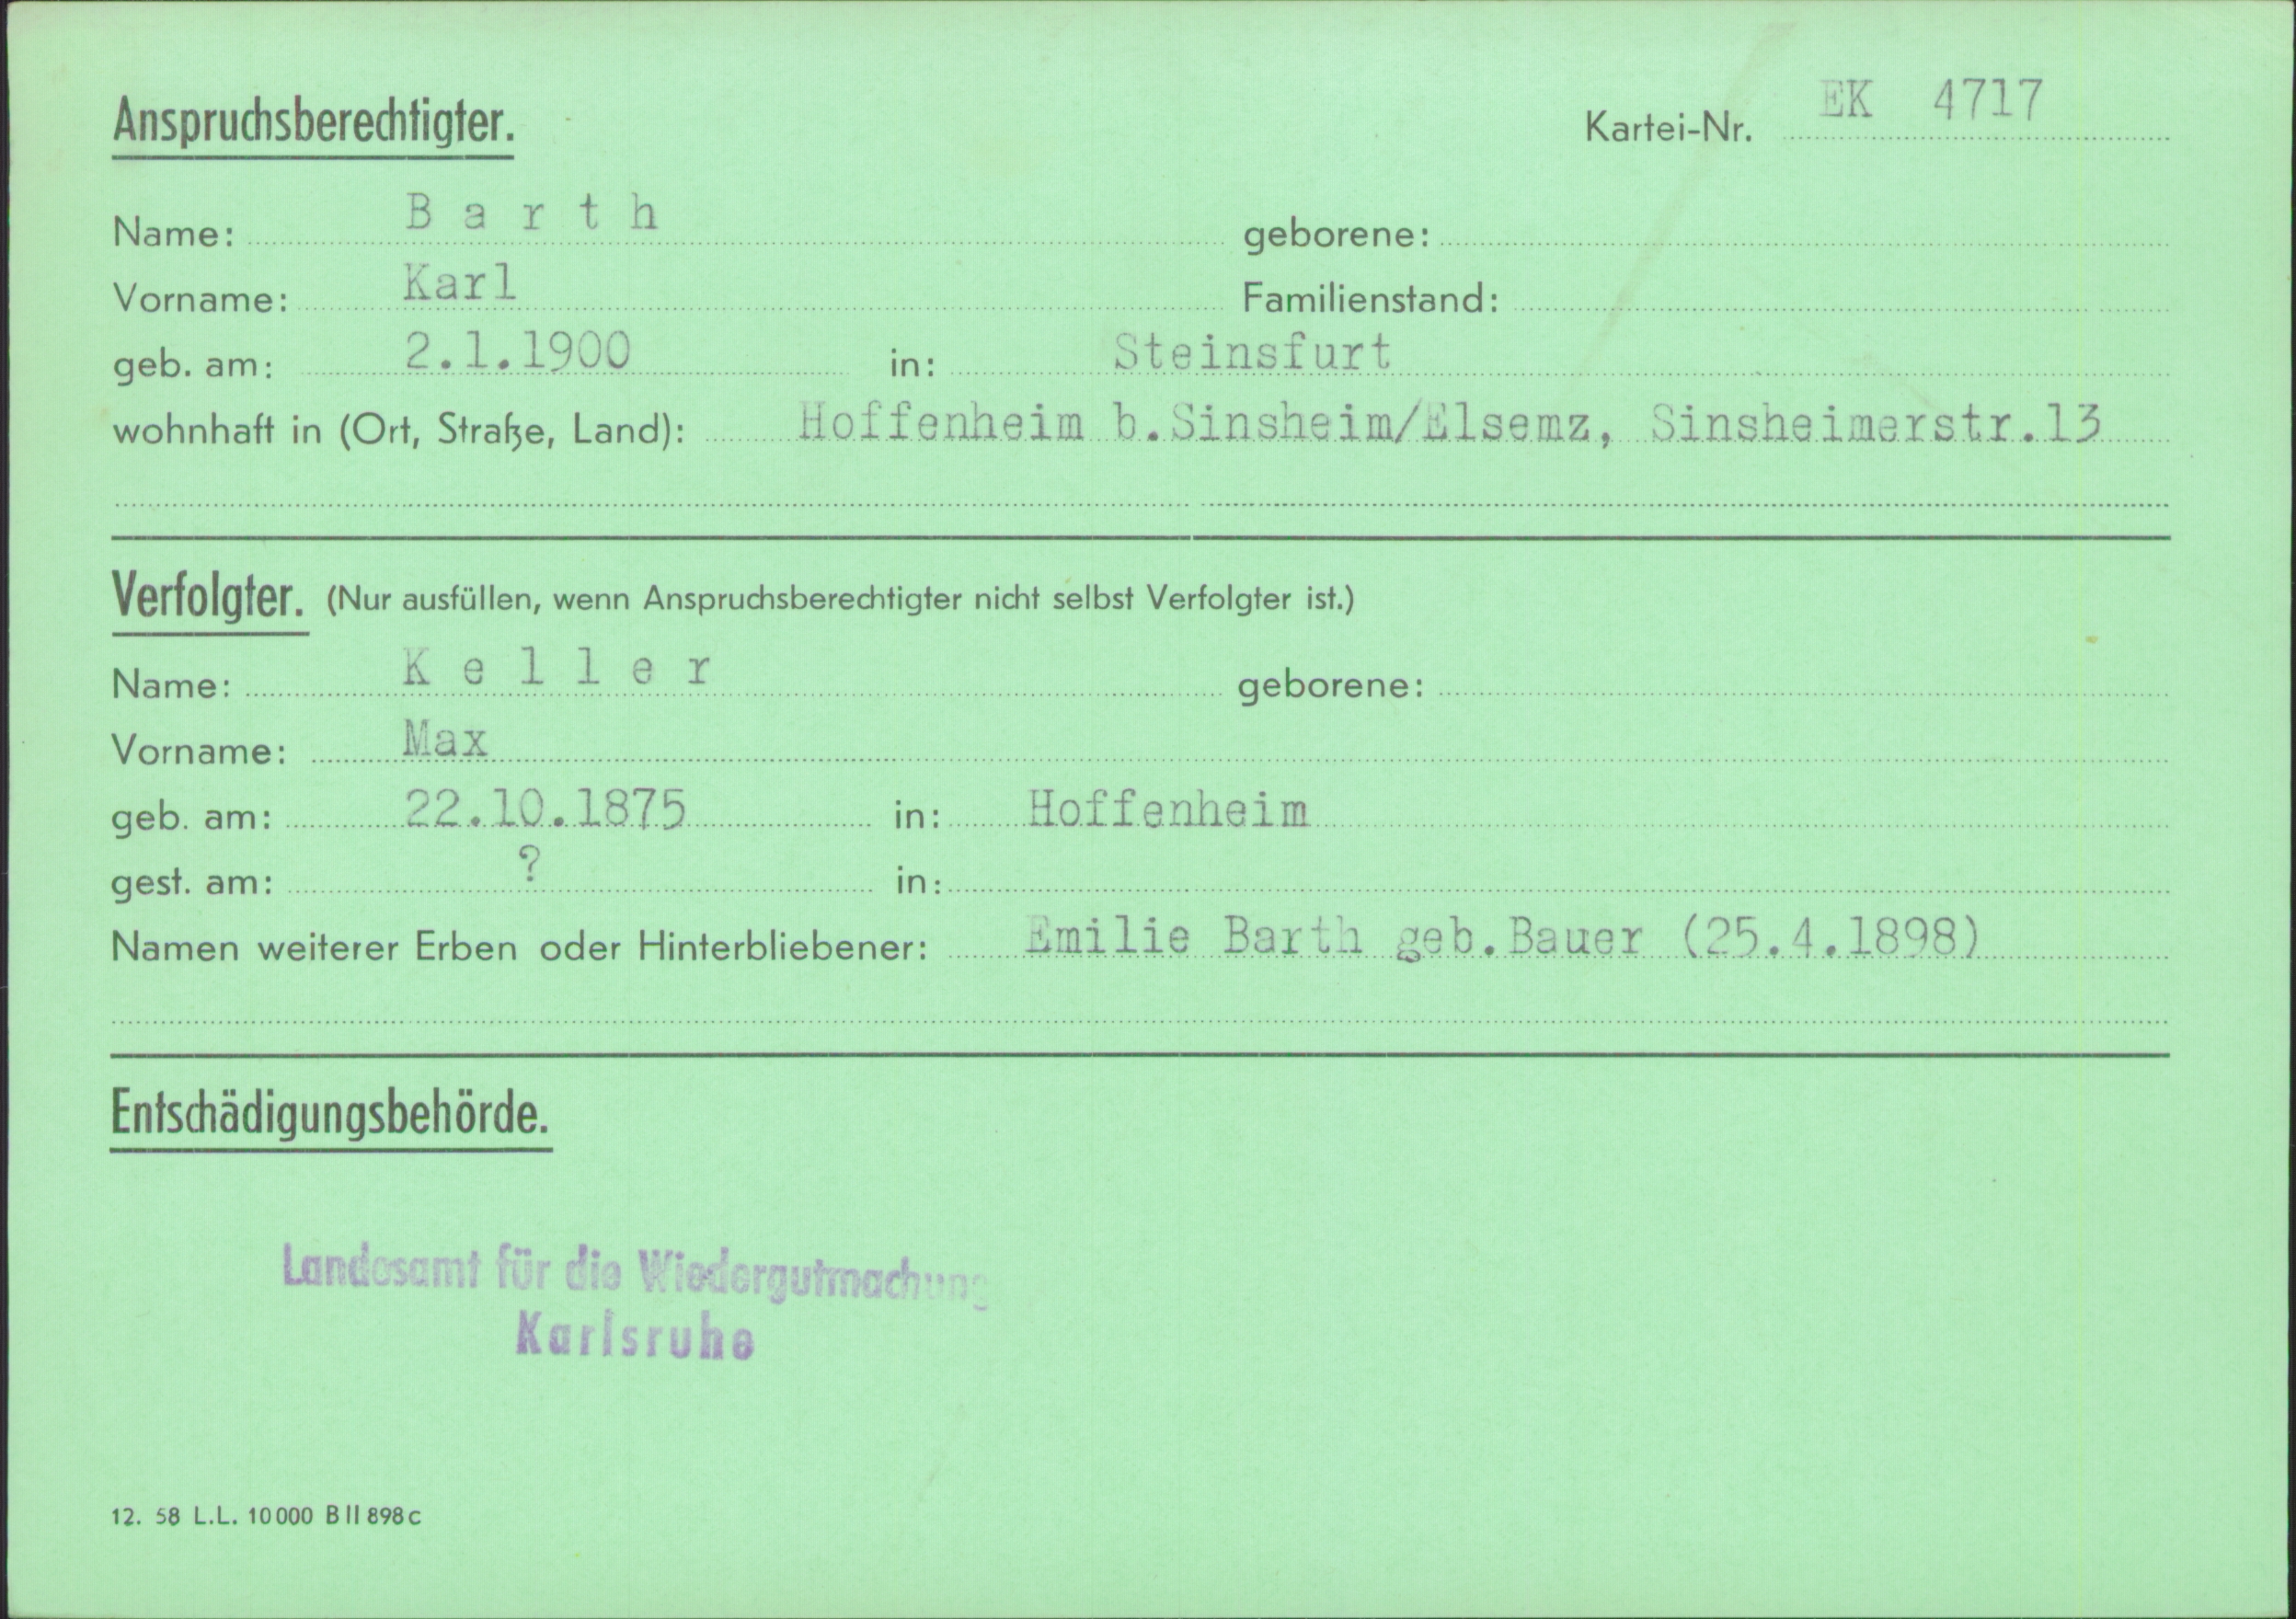 Anspruchsberechtigter.
Kartei-Nr. EK 4717
Name: Barth geborene:
Vorname: Karl Familienstand:
geb. am: 2.1.1900 in: Steinsfurt
wohnhaft in (Ort, Straße, Land): Hoffenheim b.Sinsheim/Elsemz, Sinsheimerstr.13
Verfolgter. (Nur ausfüllen, wenn Anspruchsberechtigter nicht selbst Verfolgter ist.)
Name: Keller geborene:
Vorname: Max
geb. am: 22.10.1875 in: Hoffenheim
gest. am: ? in:
Namen weiterer Erben oder Hinterbliebener: Emilie Barth geb.Bauer (25.4.1898)
Entschädigungsbehörde.
Landesamt für die Wiedergutmachung
Karlsruhe
12. 58 L.L. 10000 B II 898 c